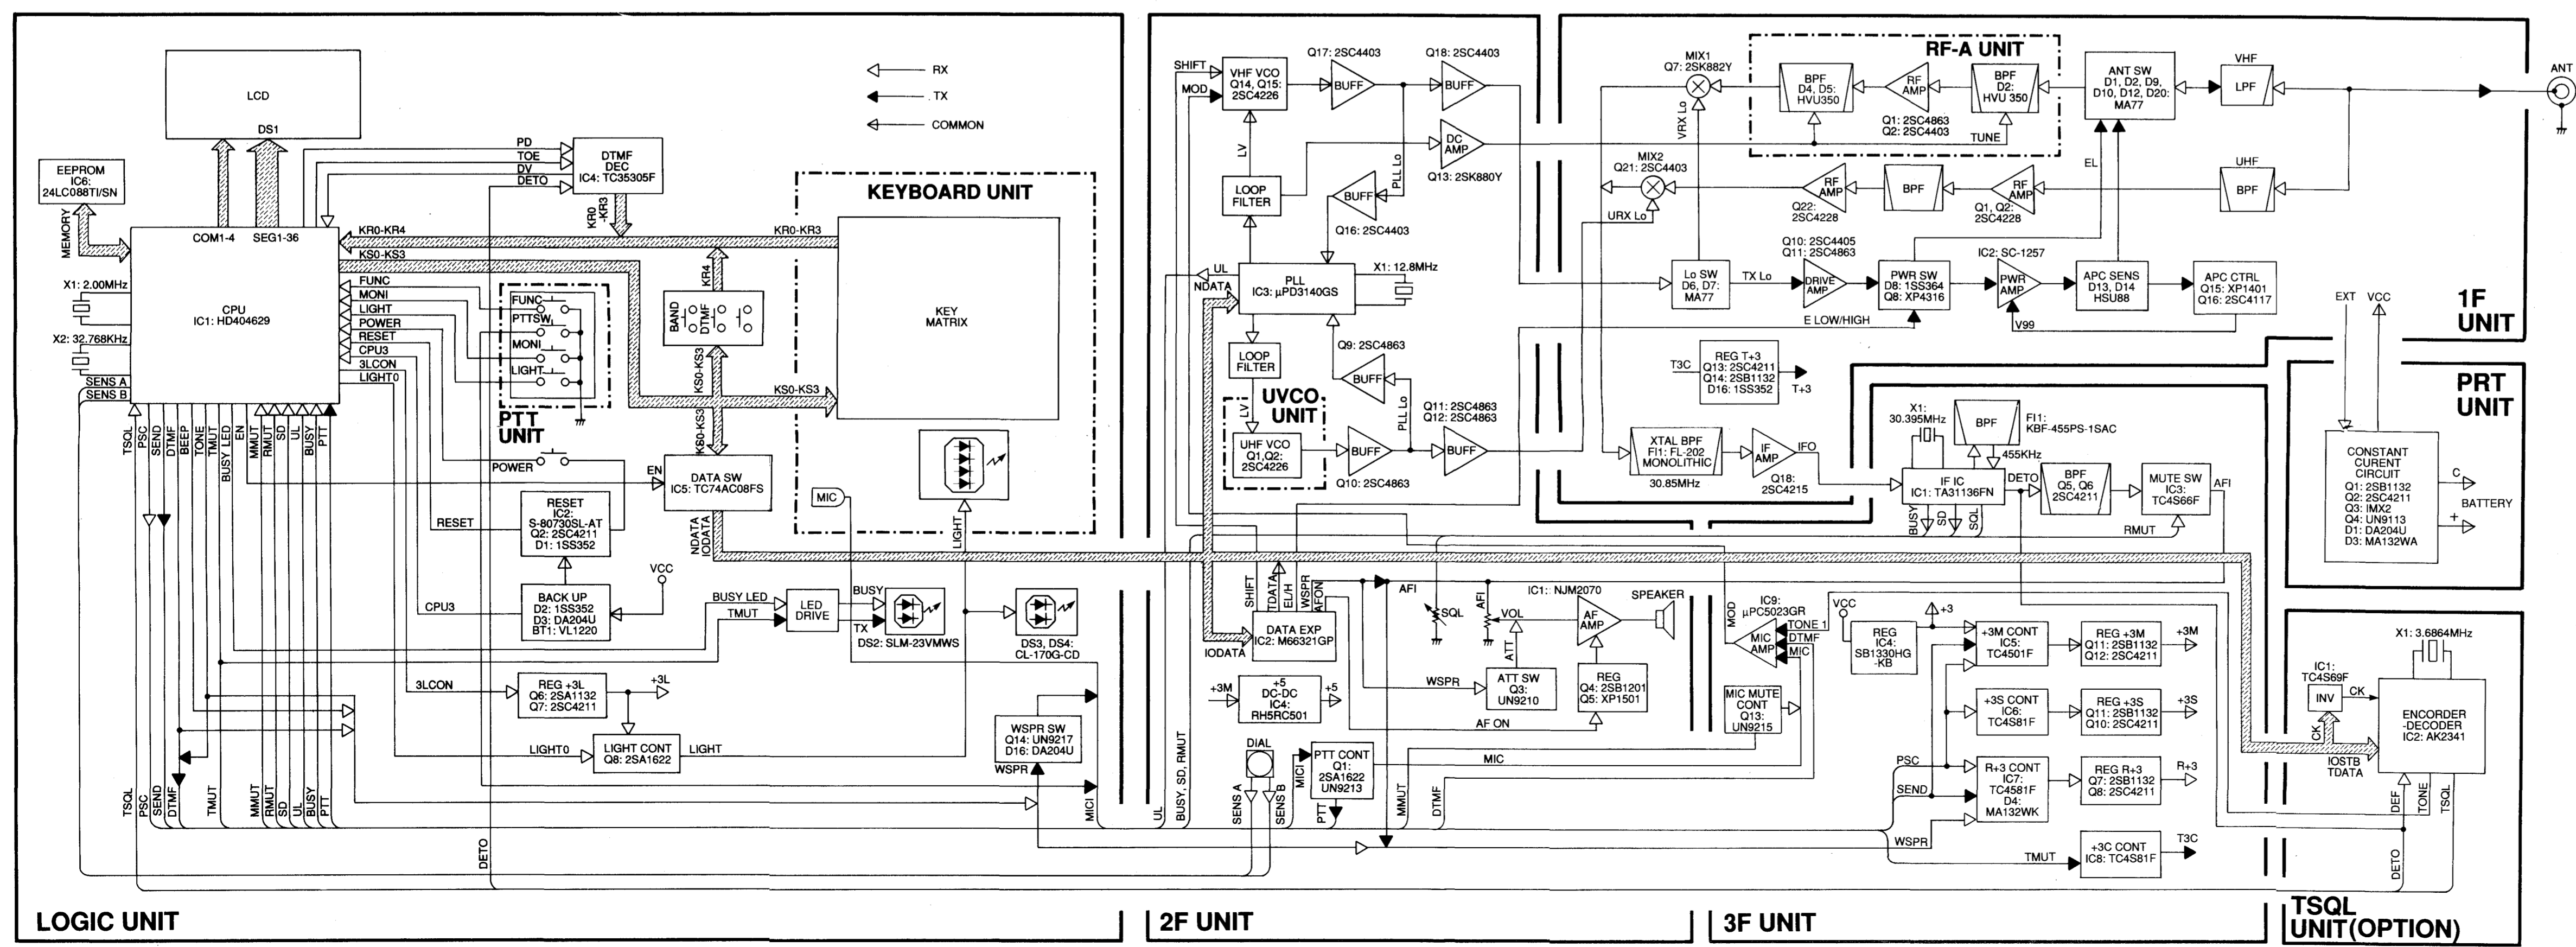 LCD
DS1
RX
TX
COMMON
EEPROM
IC6:
24LC088TI/SN
MEMORY
PD
TOE
DV
DETO
DTMF
DEC
IC4: TC35305F
KR0
-KR3
COM1-4
SEG1-36
CPU
IC1: HD404629
X1: 2.00MHz
X2: 32.768KHz
SENS A
SENS B
KR0-KR4
KS0-KS3
KR0-KR3
FUNC
MONI
LIGHT
POWER
RESET
CPU3
3LCON
LIGHT0
FUNC
PTTSW
MONI
LIGHT
PTT
UNIT
KR4
BAND
DTMF
KS0-KS3
KS0-KS3
KS0-KS3
KEYBOARD UNIT
KEY
MATRIX
MIC
LIGHT
TSQL
PSC
SEND
DTMF
BEEP
TONE
TMUT
BUSY LED
EN
MMUT
RMUT
SD
UL
BUSY
PTT
POWER
EN
DATA SW
IC5: TC74AC08FS
NDATA
IODATA
RESET
RESET
IC2:
S-80730SL-AT
Q2: 2SC4211
D1: 1SS352
VCC
CPU3
BACK UP
D2: 1SS352
D3: DA204U
BT1: VL1220
BUSY LED
TMUT
LED
DRIVE
BUSY
TX
DS2: SLM-23VMWS
DS3, DS4:
CL-170G-CD
3LCON
REG +3L
Q6: 2SA1132
Q7: 2SC4211
+3L
LIGHT0
LIGHT CONT
Q8: 2SA1622
LIGHT
WSPR SW
Q14: UN9217
D16: DA204U
WSPR
MICI
TSQL
PSC
SEND
DTMF
TMUT
MMUT
RMUT
SD
UL
BUSY
PTT
DETO
LOGIC UNIT
SHIFT
MOD
VHF VCO
Q14, Q15:
2SC4226
Q17: 2SC4403
BUFF
Q18: 2SC4403
BUFF
LV
LOOP
FILTER
PLL Lo
DC
AMP
Q13: 2SK880Y
BUFF
Q16: 2SC4403
UL
NDATA
PLL
IC3: µPD3140GS
X1: 12.8MHz
LOOP
FILTER
Q9: 2SC4863
BUFF
LV
UVCO
UNIT
UHF VCO
Q1,Q2:
2SC4226
PLL Lo
BUFF
Q10: 2SC4863
Q11: 2SC4863
Q12: 2SC4863
BUFF
SHIFT
TDATA
EL/H
WSPR
AFON
DATA EXP
IC2: M66321GP
IODATA
+3M
+5
DC-DC
IC4:
RH5RC501
+5
DIAL
SENS A
SENS B
MICI
PTT CONT
Q1:
2SA1622
UN9213
PTT
MIC
MMUT
DTMF
UL
BUSY, SD, RMUT
AFI
SQL
AFI
VOL
IC1: NJM2070
AF
AMP
SPEAKER
ATT
WSPR
ATT SW
Q3:
UN9210
REG
Q4: 2SB1201
Q5: XP1501
AF ON
2F UNIT
MIX1
Q7: 2SK882Y
VRX Lo
RF-A UNIT
BPF
D4, D5:
HVU350
RF
AMP
BPF
D2:
HVU 350
Q1: 2SC4863
Q2: 2SC4403
TUNE
ANT SW
D1, D2, D9,
D10, D12, D20:
MA77
VHF
LPF
ANT
MIX2
Q21: 2SC4403
URX Lo
RF
AMP
Q22:
2SC4228
BPF
RF
AMP
Q1, Q2:
2SC4228
EL
UHF
BPF
Lo SW
D6, D7:
MA77
TX Lo
Q10: 2SC4405
Q11: 2SC4863
DRIVE
AMP
PWR SW
D8: 1SS364
Q8: XP4316
IC2: SC-1257
PWR
AMP
APC SENS
D13, D14
HSU88
APC CTRL
Q15: XP1401
Q16: 2SC4117
E LOW/HIGH
V99
T3C
REG T+3
Q13: 2SC4211
Q14: 2SB1132
D16: 1SS352
T+3
1F
UNIT
XTAL BPF
FI1: FL-202
MONOLITHIC
30.85MHz
IF
AMP
IFO
Q18:
2SC4215
X1:
30.395MHz
BPF
FI1:
KBF-455PS-1SAC
455KHz
IF IC
IC1: TA31136FN
DETO
BPF
Q5, Q6
2SC4211
MUTE SW
IC3:
TC4S66F
AFI
BUSY
SD
SQL
RMUT
MOD
IC9:
µPC5023GR
MIC
AMP
TONE 1
DTMF
MIC
MIC MUTE
CONT
Q13:
UN9215
VCC
REG
IC4:
SB1330HG
-KB
+3
+3M CONT
IC5:
TC4501F
REG +3M
Q11: 2SB1132
Q12: 2SC4211
+3M
+3S CONT
IC6:
TC4S81F
REG +3S
Q11: 2SB1132
Q10: 2SC4211
+3S
PSC
SEND
R+3 CONT
IC7:
TC4581F
D4:
MA132WK
REG R+3
Q7: 2SB1132
Q8: 2SC4211
R+3
WSPR
TMUT
+3C CONT
IC8: TC4S81F
T3C
3F UNIT
EXT
VCC
PRT
UNIT
CONSTANT
CURENT
CIRCUIT
Q1: 2SB1132
Q2: 2SC4211
Q3: IMX2
Q4: UN9113
D1: DA204U
D3: MA132WA
C
BATTERY
+
X1: 3.6864MHz
IC1:
TC4S69F
INV
CK
CK
ENCORDER
-DECODER
IC2: AK2341
IOSTB
TDATA
DEF
TONE
TSQL
DETO
TSQL
UNIT(OPTION)